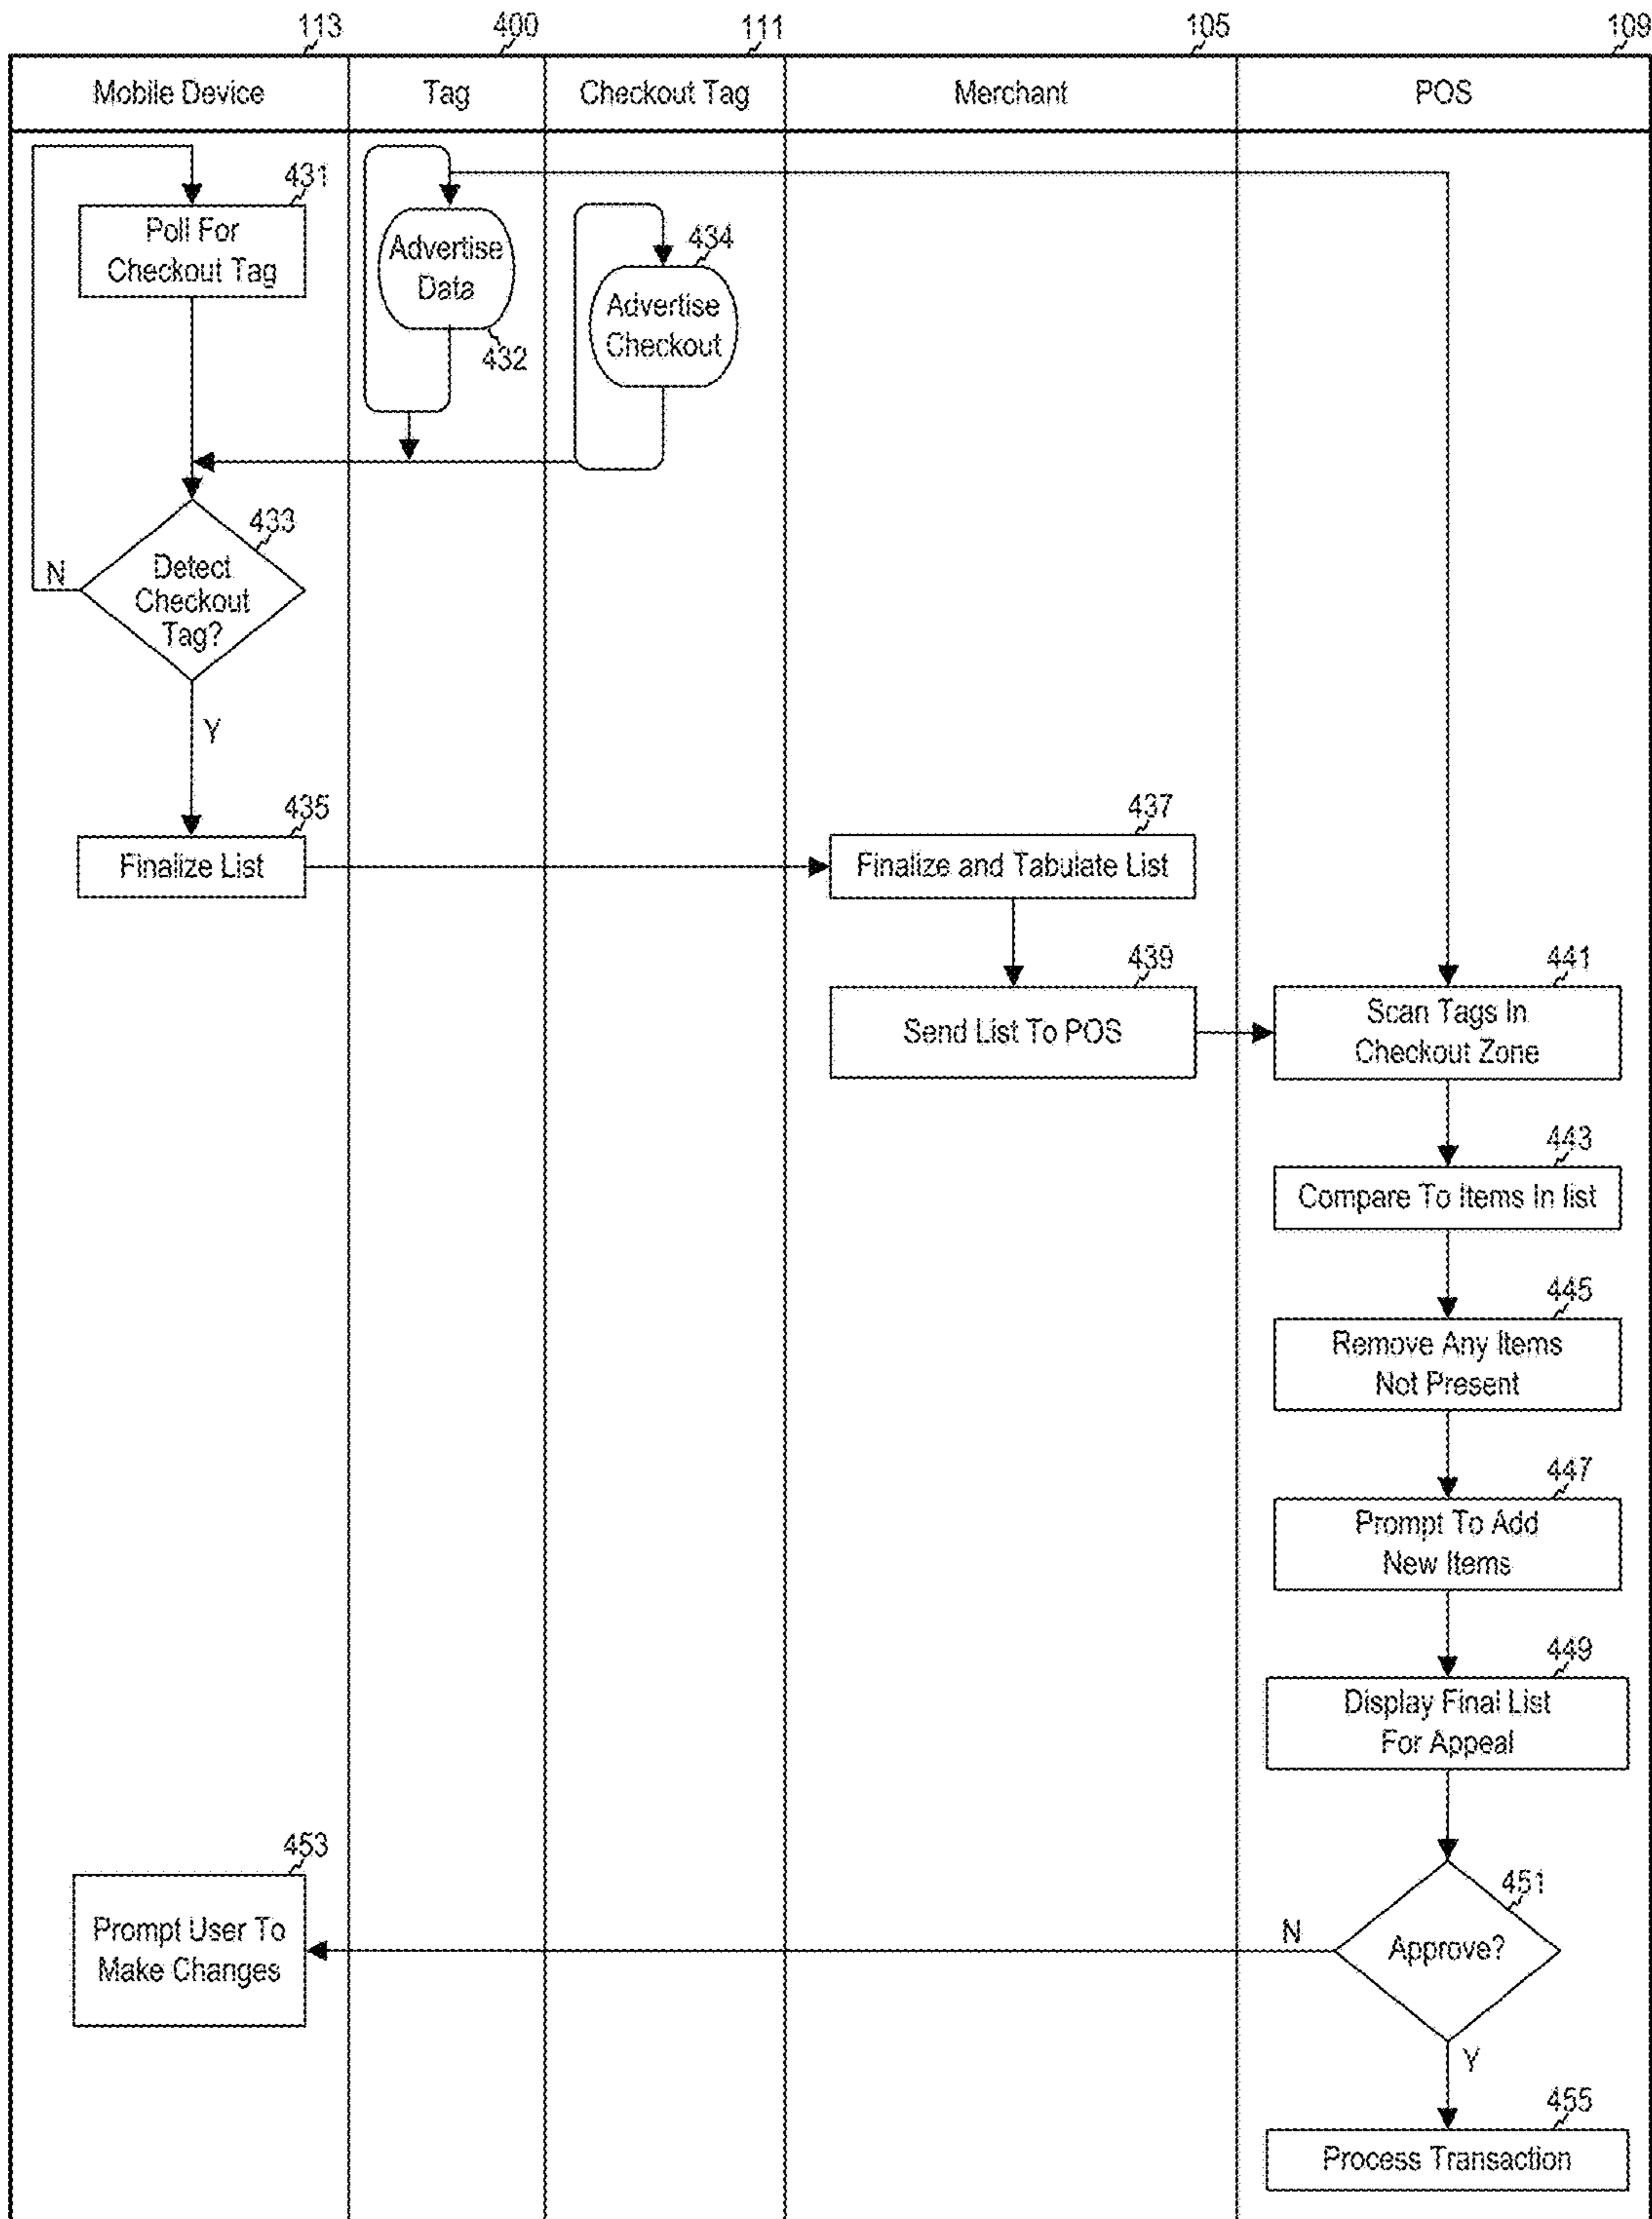 113
400
111
105
109
Mobile Device
Tag
Checkout Tag
Merchant
POS
431
Poll For
Checkout Tag
Advertise
Data
432
434
Advertise
Checkout
433
Detect
Checkout
Tag?
N
Y
435
Finalize List
437
Finalize and Tabulate List
439
Send List To POS
441
Scan Tags In
Checkout Zone
443
Compare To Items In list
445
Remove Any Items
Not Present
447
Prompt To Add
New Items
449
Display Final List
For Appeal
451
Approve?
N
Y
453
Prompt User To
Make Changes
455
Process Transaction